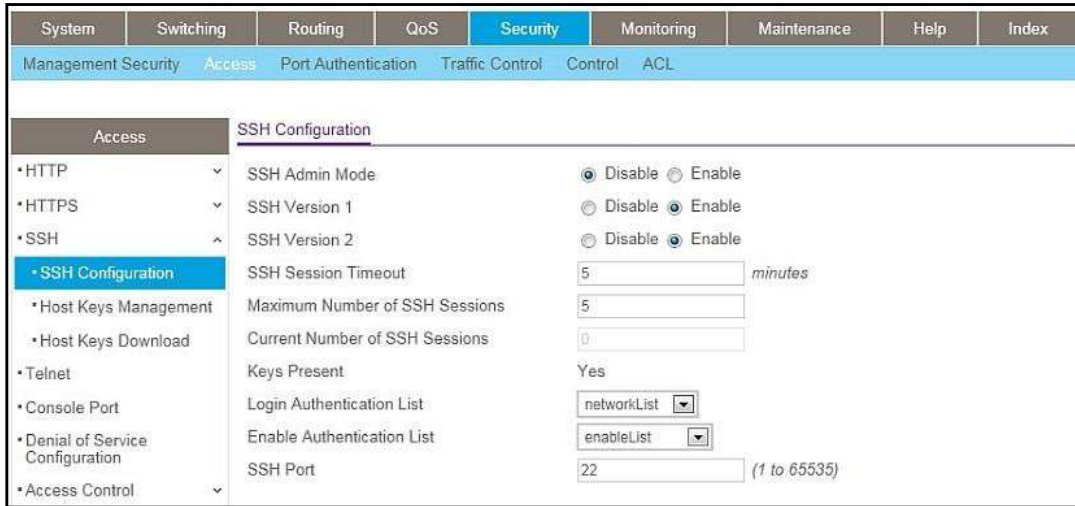 System Switching Routing QoS Security Monitoring Maintenance Help Index
Management Security Access Port Authentication Traffic Control Control ACL
Access
•HTTP
•HTTPS
•SSH
•SSH Configuration
•Host Keys Management
•Host Keys Download
•Telnet
•Console Port
•Denial of Service
Configuration
•Access Control
SSH Configuration
SSH Admin Mode Disable Enable
SSH Version 1 Disable Enable
SSH Version 2 Disable Enable
SSH Session Timeout 5 minutes
Maximum Number of SSH Sessions 5
Current Number of SSH Sessions 0
Keys Present Yes
Login Authentication List networkList
Enable Authentication List enableList
SSH Port 22 (1 to 65535)